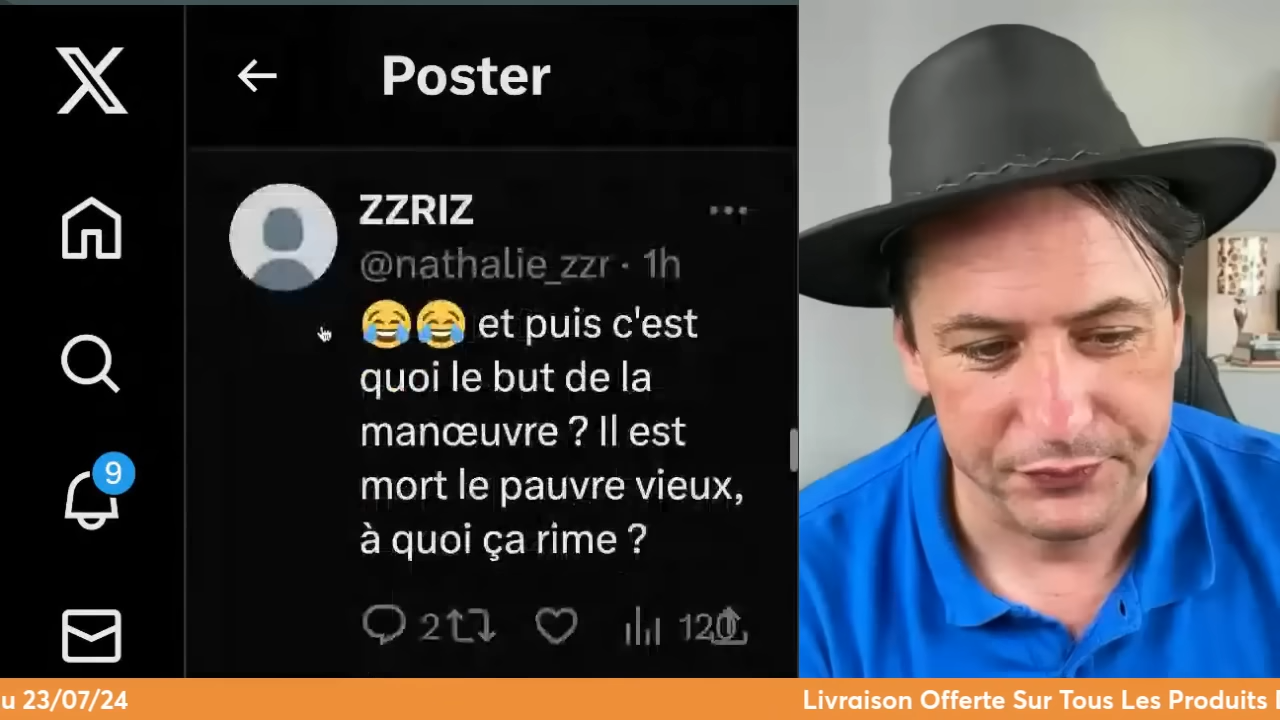 Poster
ZZRIZ
@nathalie_zzr · 1h
😂😂 et puis c'est
quoi le but de la
manœuvre ? Il est
mort le pauvre vieux,
à quoi ça rime ?
9
2
120
u 23/07/24
Livraison Offerte Sur Tous Les Produits